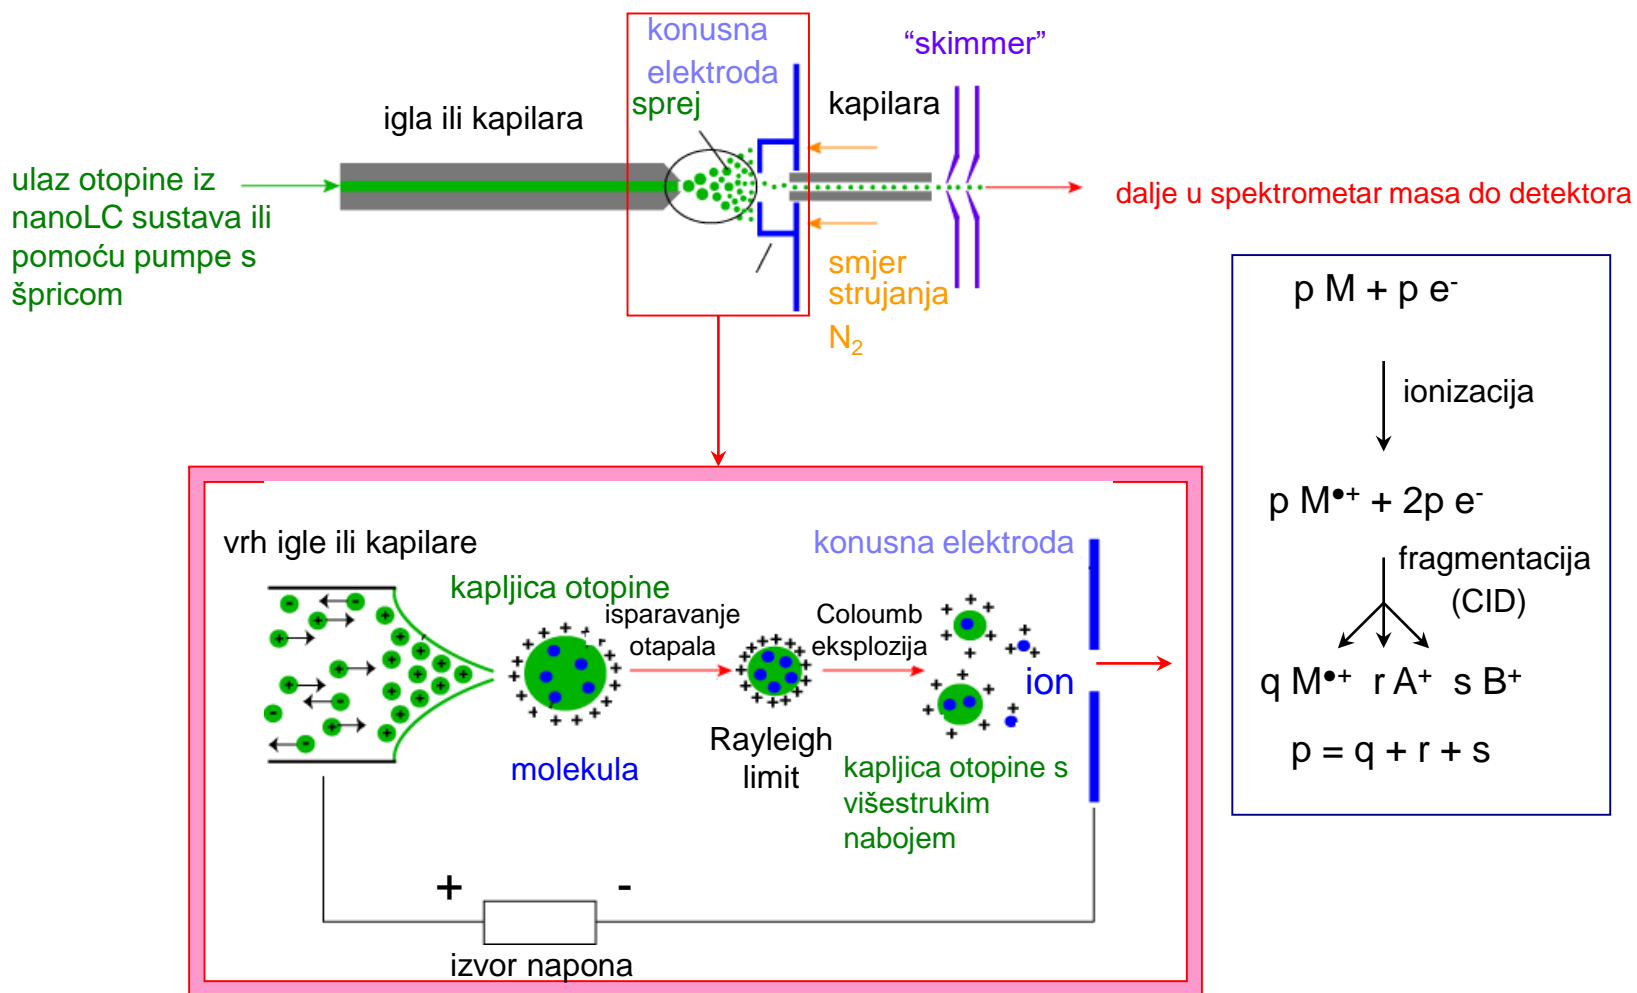 konusna
elektroda
sprej
“skimmer”
igla ili kapilara
kapilara
ulaz otopine iz
nanoLC sustava ili
pomoću pumpe s
špricom
dalje u spektrometar masa do detektora
smjer
strujanja
N₂
p M + p e⁻
ionizacija
p M•⁺ + 2p e⁻
fragmentacija
(CID)
q M•⁺ r A⁺ s B⁺
p = q + r + s
vrh igle ili kapilare
konusna elektroda
kapljica otopine
isparavanje
otapala
Coloumb
eksplozija
ion
molekula
Rayleigh
limit
kapljica otopine s
višestrukim
nabojem
+ -
izvor napona